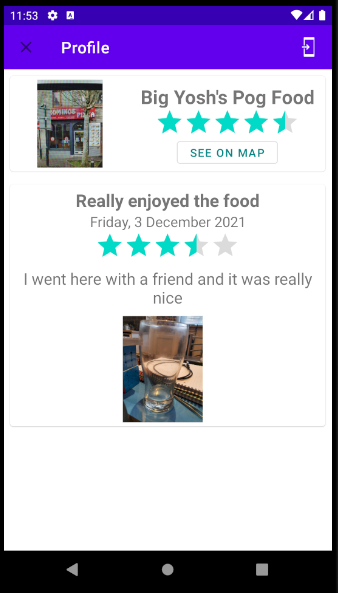 11:53
Profile
Big Yosh's Pog Food
SEE ON MAP
Really enjoyed the food
Friday, 3 December 2021
I went here with a friend and it was really
nice